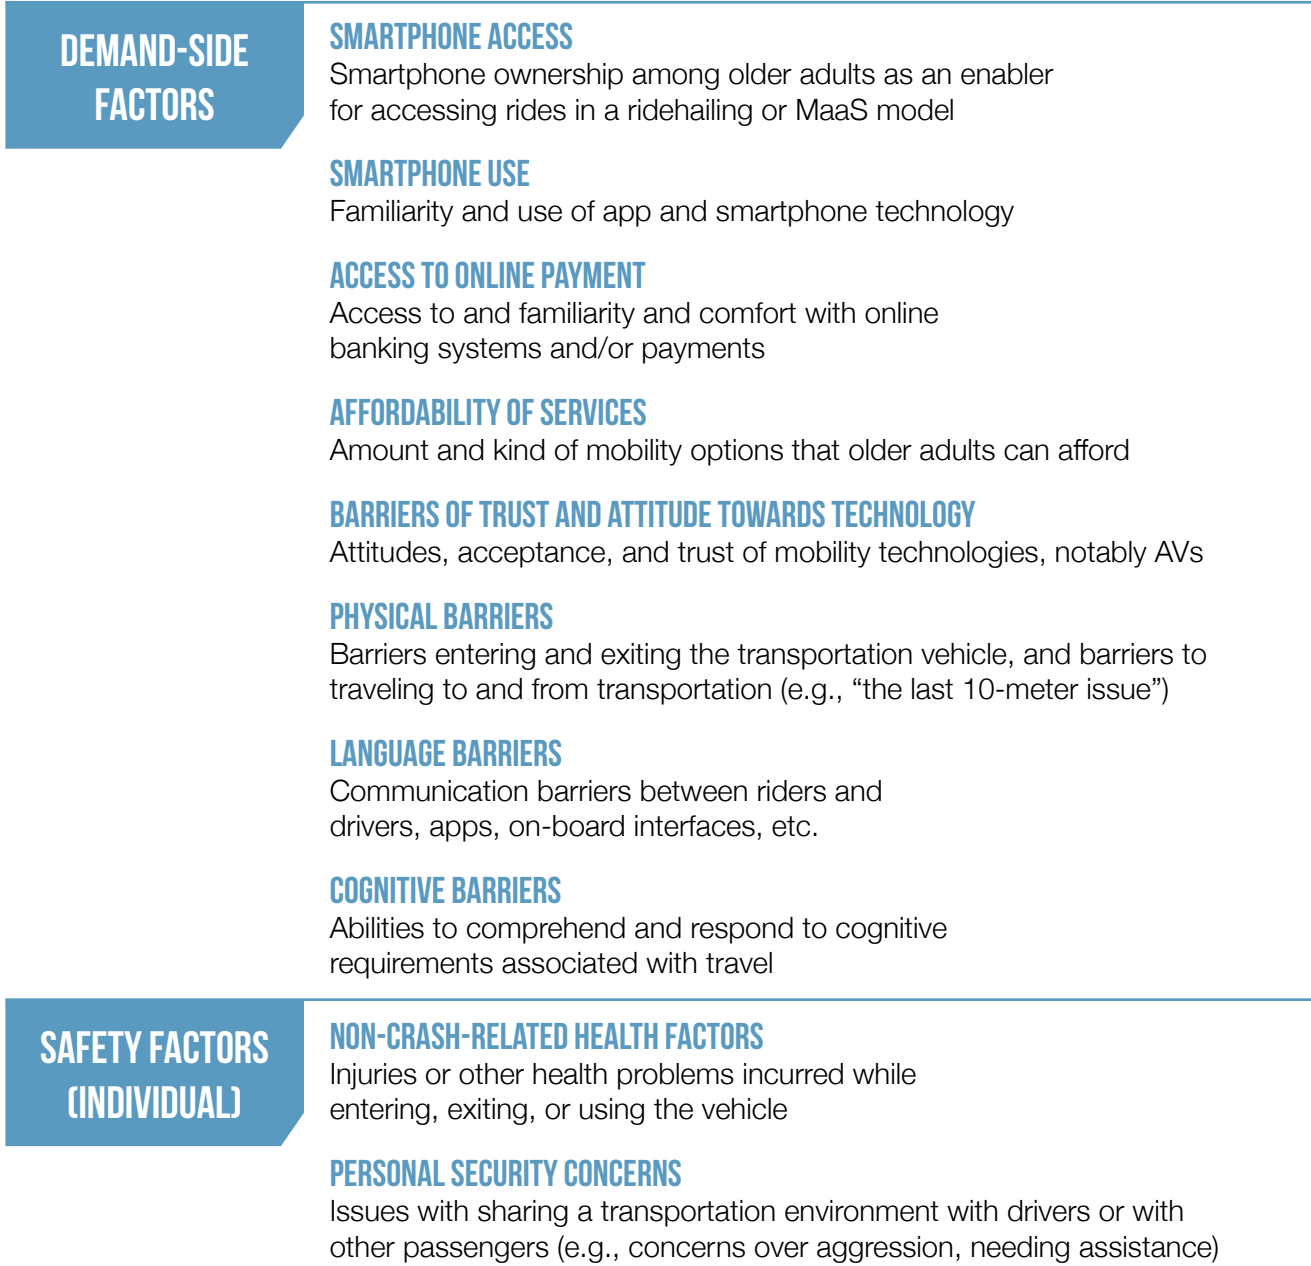 DEMAND-SIDE
FACTORS
SMARTPHONE ACCESS
Smartphone ownership among older adults as an enabler
for accessing rides in a ridehailing or MaaS model
SMARTPHONE USE
Familiarity and use of app and smartphone technology
ACCESS TO ONLINE PAYMENT
Access to and familiarity and comfort with online
banking systems and/or payments
AFFORDABILITY OF SERVICES
Amount and kind of mobility options that older adults can afford
BARRIERS OF TRUST AND ATTITUDE TOWARDS TECHNOLOGY
Attitudes, acceptance, and trust of mobility technologies, notably AVs
PHYSICAL BARRIERS
Barriers entering and exiting the transportation vehicle, and barriers to
traveling to and from transportation (e.g., “the last 10-meter issue”)
LANGUAGE BARRIERS
Communication barriers between riders and
drivers, apps, on-board interfaces, etc.
COGNITIVE BARRIERS
Abilities to comprehend and respond to cognitive
requirements associated with travel
SAFETY FACTORS
(INDIVIDUAL)
NON-CRASH-RELATED HEALTH FACTORS
Injuries or other health problems incurred while
entering, exiting, or using the vehicle
PERSONAL SECURITY CONCERNS
Issues with sharing a transportation environment with drivers or with
other passengers (e.g., concerns over aggression, needing assistance)